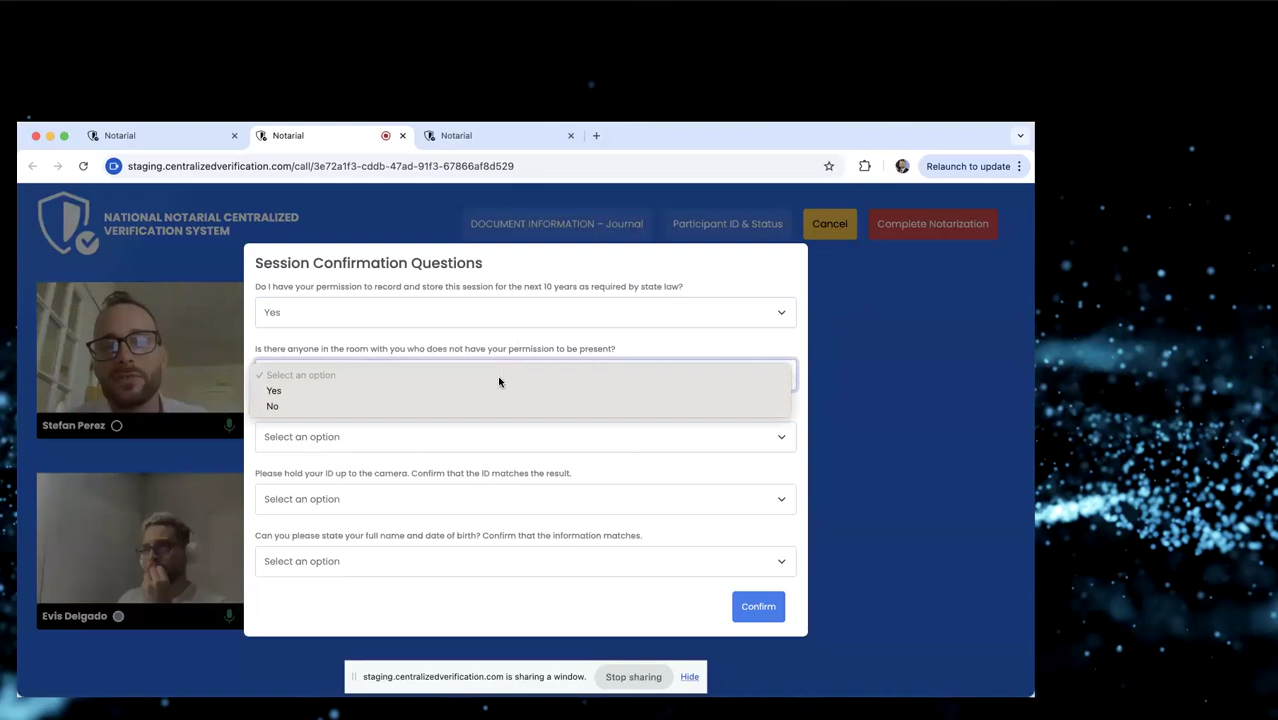 Notarial
Notarial
Notarial
staging.centralizedverification.com/call/3e72a1f3-cddb-47ad-91f3-67866af8d529
Relaunch to update
NATIONAL NOTARIAL CENTRALIZED
VERIFICATION SYSTEM
DOCUMENT INFORMATION – Journal
Participant ID & Status
Cancel
Complete Notarization
Session Confirmation Questions
Do I have your permission to record and store this session for the next 10 years as required by state law?
Yes
Is there anyone in the room with you who does not have your permission to be present?
Select an option
Yes
No
Select an option
Please hold your ID up to the camera. Confirm that the ID matches the result.
Select an option
Can you please state your full name and date of birth? Confirm that the information matches.
Select an option
Confirm
Stefan Perez
Evis Delgado
staging.centralizedverification.com is sharing a window.
Stop sharing
Hide